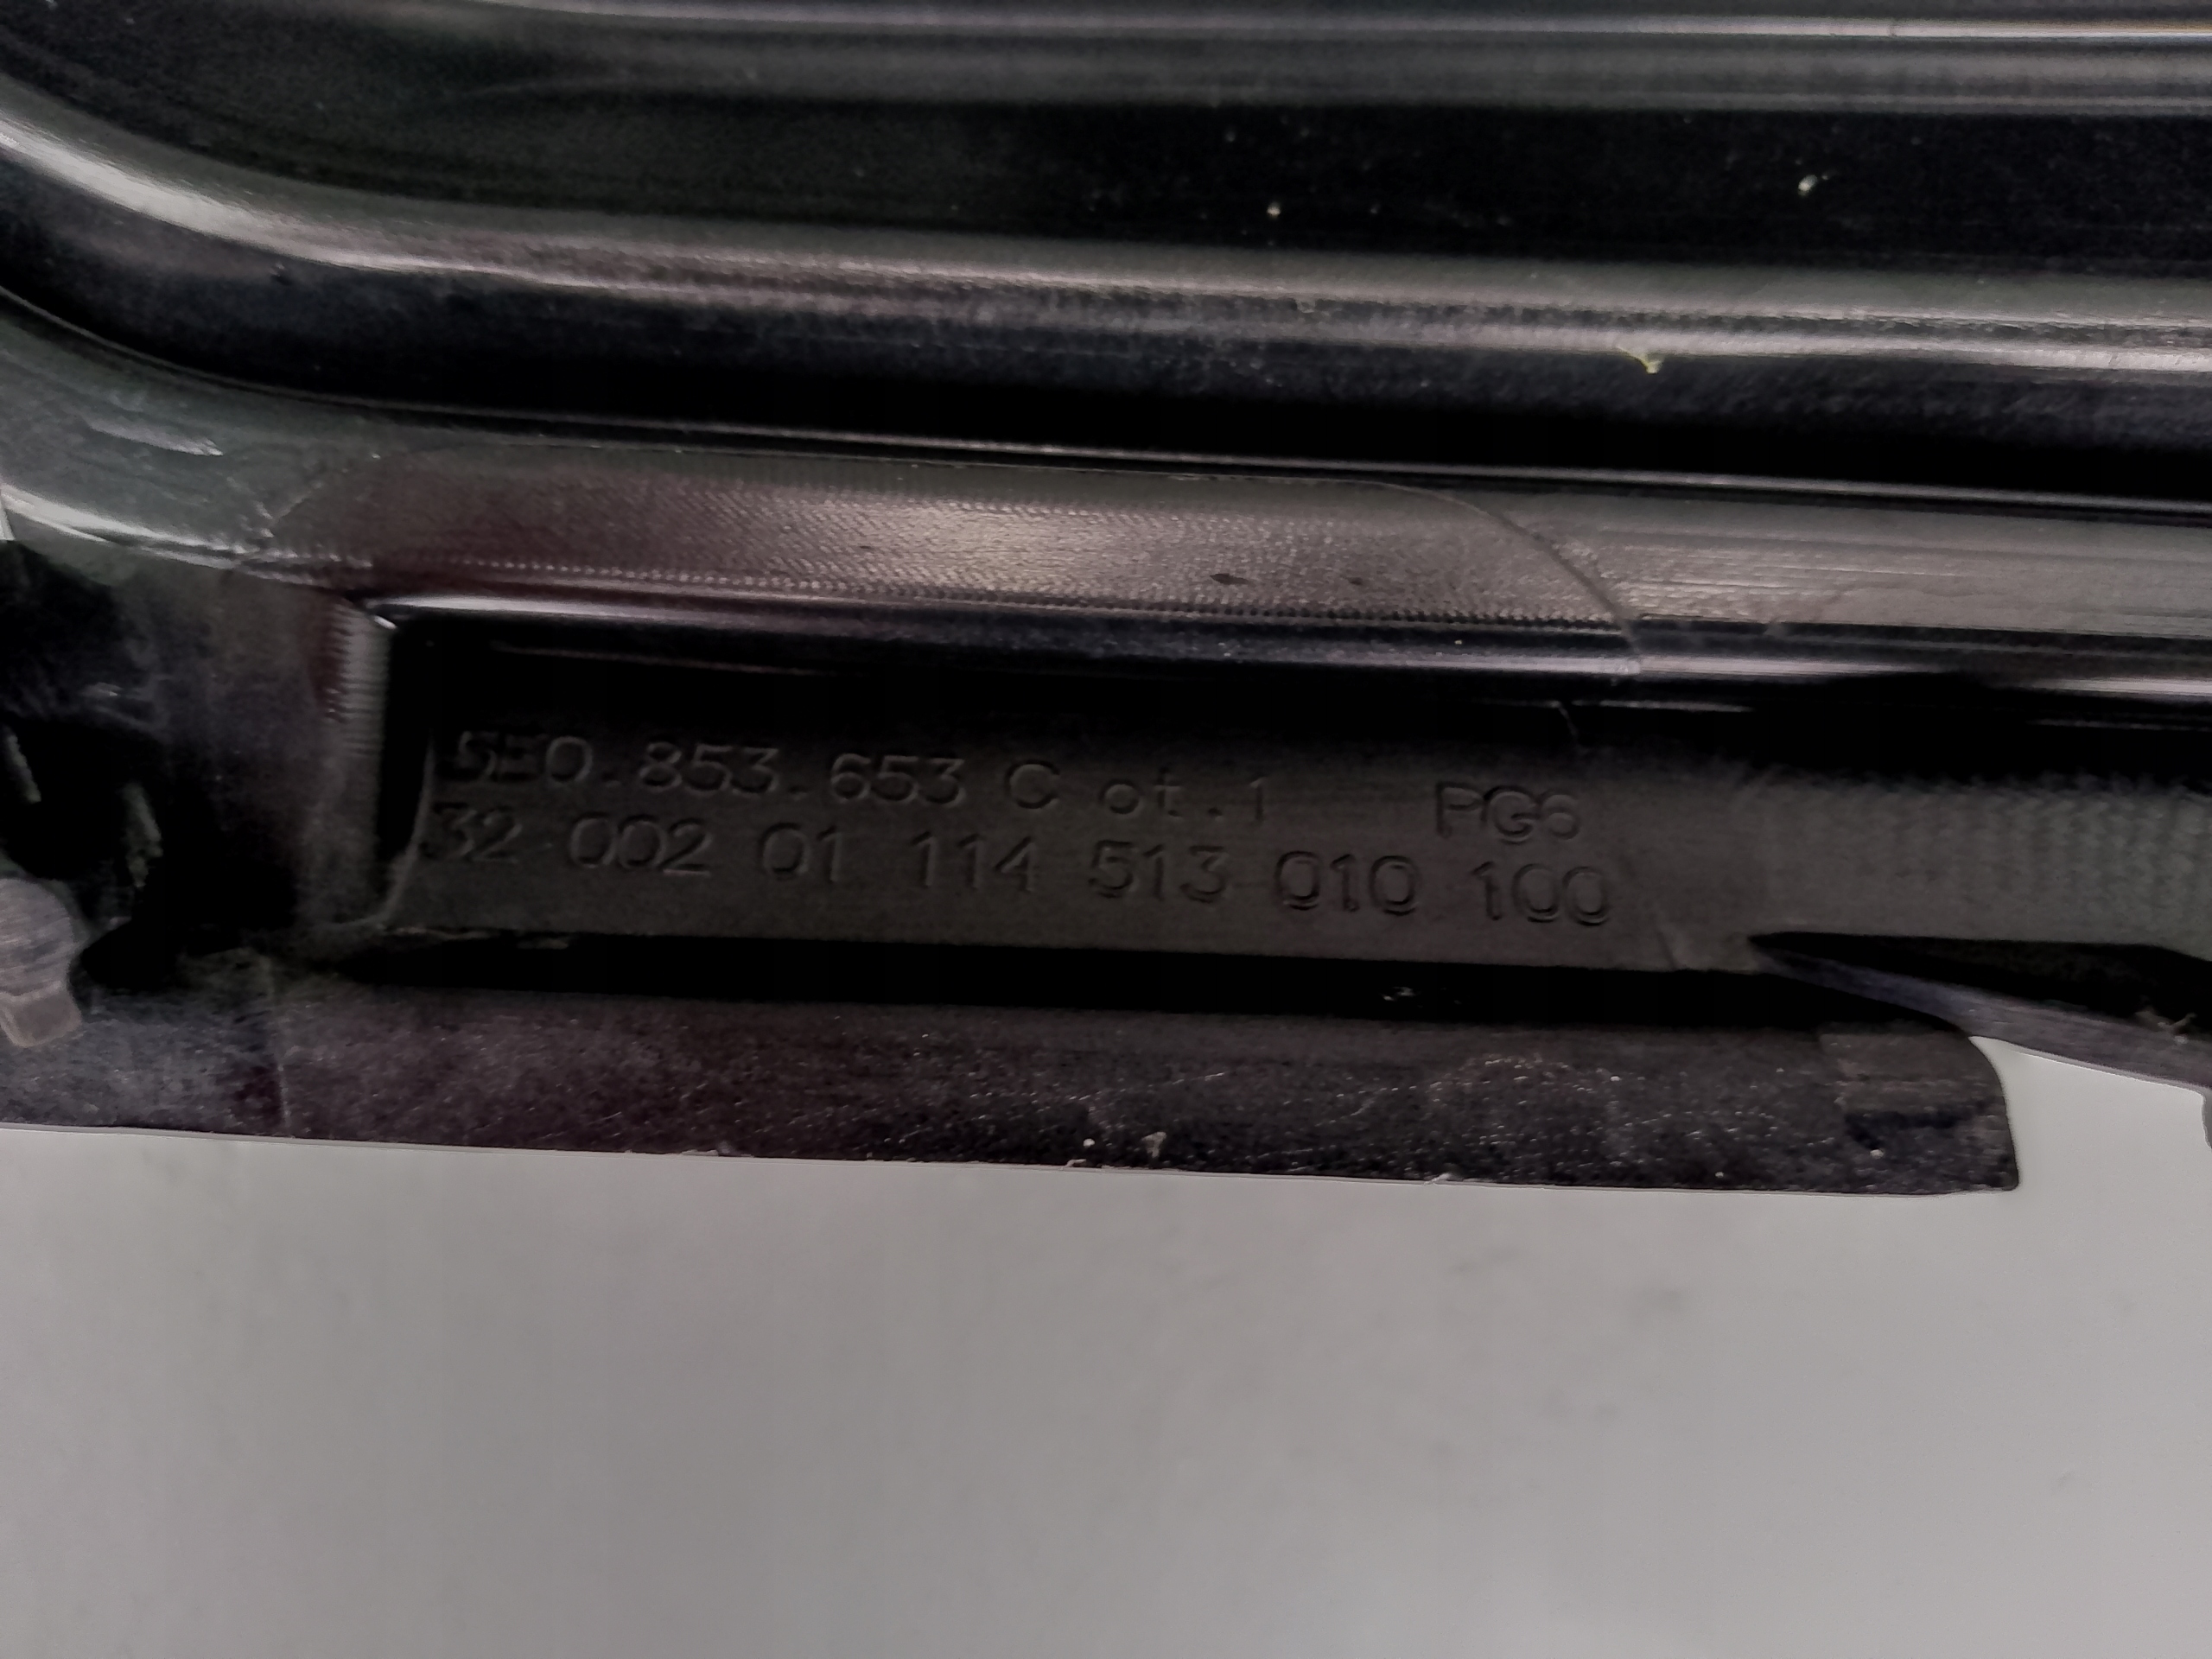 5E0.853.653 C ot.1 PG6
32 002 01 114 513 010 100